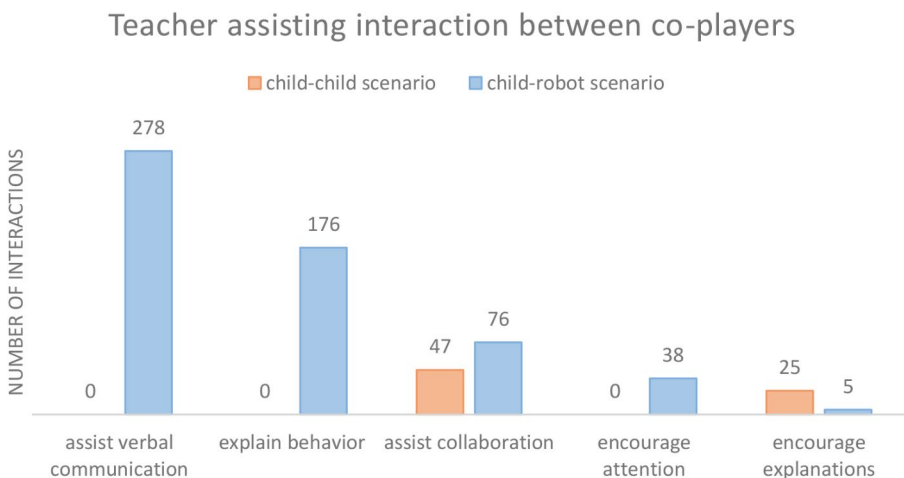 Teacher assisting interaction between co-players
child-child scenario child-robot scenario
NUMBER OF INTERACTIONS
278
176
76
47
38
25
5
0
0
0
assist verbal communication
explain behavior
assist collaboration
encourage attention
encourage explanations